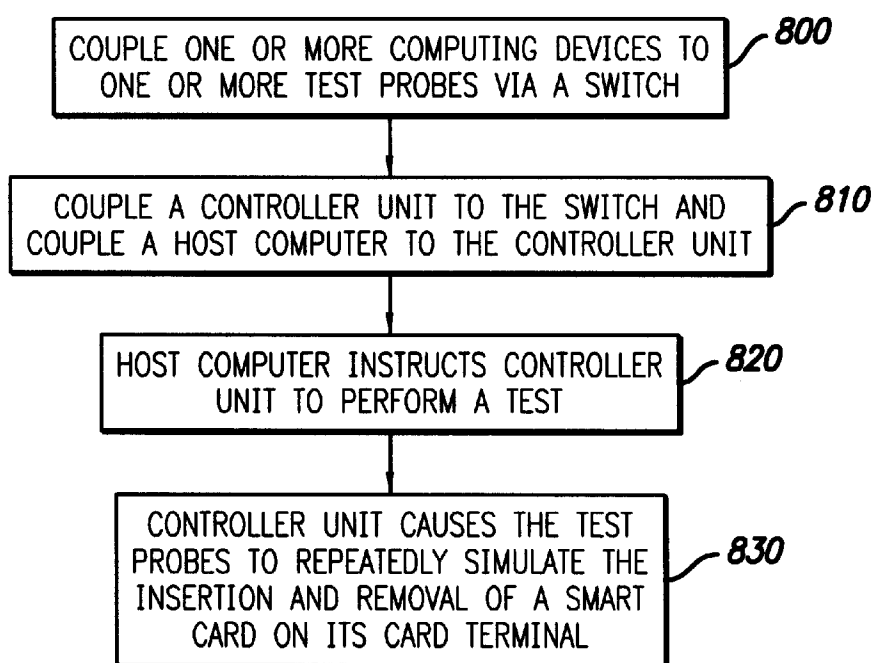 COUPLE ONE OR MORE COMPUTING DEVICES TO
ONE OR MORE TEST PROBES VIA A SWITCH
800
COUPLE A CONTROLLER UNIT TO THE SWITCH AND
COUPLE A HOST COMPUTER TO THE CONTROLLER UNIT
810
HOST COMPUTER INSTRUCTS CONTROLLER
UNIT TO PERFORM A TEST
820
CONTROLLER UNIT CAUSES THE TEST
PROBES TO REPEATEDLY SIMULATE THE
INSERTION AND REMOVAL OF A SMART
CARD ON ITS CARD TERMINAL
830